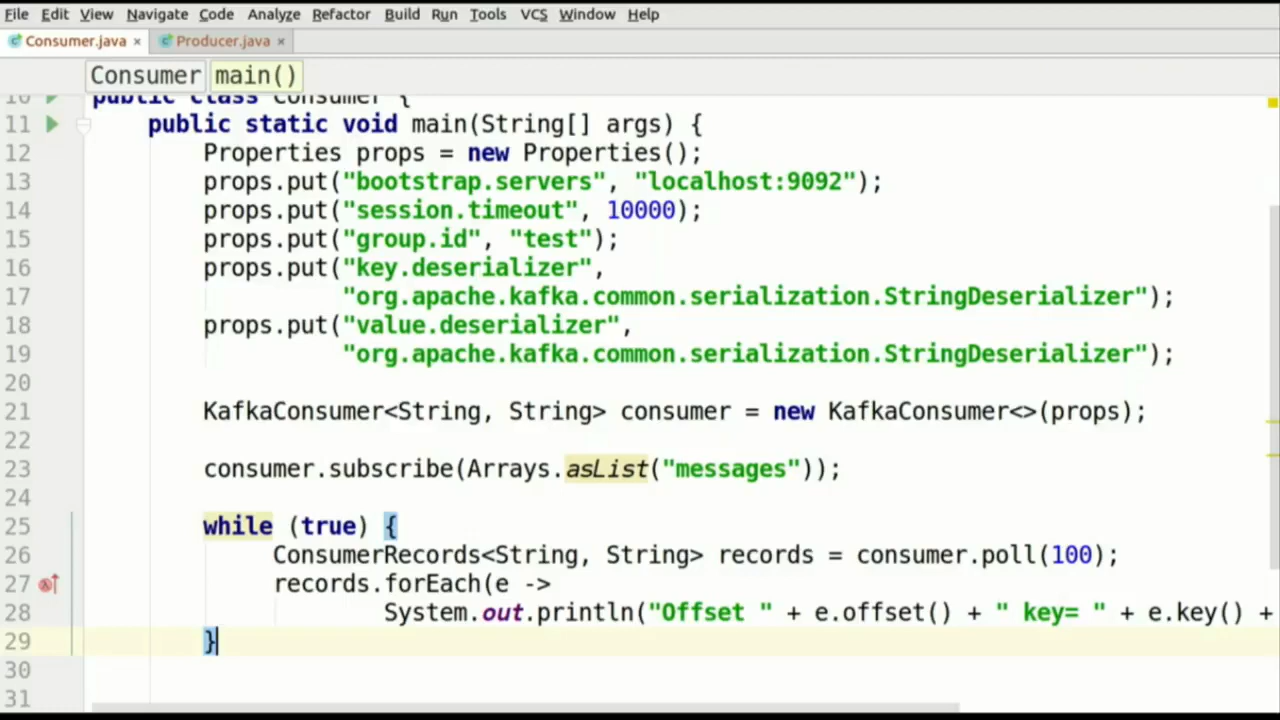 File Edit View Navigate Code Analyze Refactor Build Run Tools VCS Window Help
Consumer.java × Producer.java ×
Consumer main()
10 public class Consumer {
11 public static void main(String[] args) {
12 Properties props = new Properties();
13 props.put("bootstrap.servers", "localhost:9092");
14 props.put("session.timeout", 10000);
15 props.put("group.id", "test");
16 props.put("key.deserializer",
17 "org.apache.kafka.common.serialization.StringDeserializer");
18 props.put("value.deserializer",
19 "org.apache.kafka.common.serialization.StringDeserializer");
20
21 KafkaConsumer<String, String> consumer = new KafkaConsumer<>(props);
22
23 consumer.subscribe(Arrays.asList("messages"));
24
25 while (true) {
26 ConsumerRecords<String, String> records = consumer.poll(100);
27 records.forEach(e ->
28 System.out.println("Offset " + e.offset() + " key= " + e.key() +
29 }
30
31